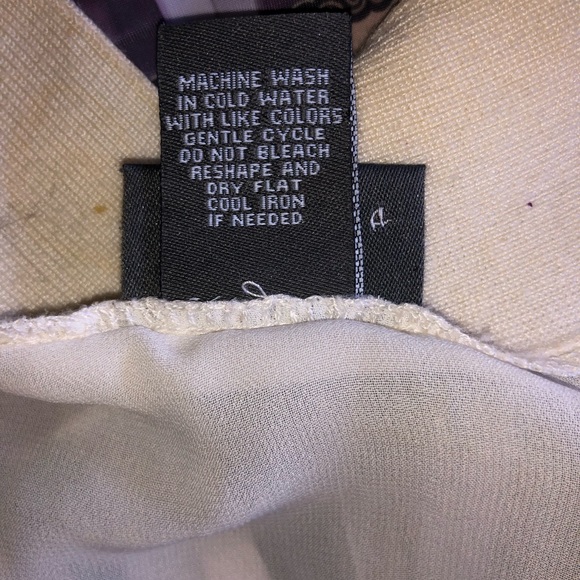 MACHINE WASH
IN COLD WATER
WITH LIKE COLORS
GENTLE CYCLE
DO NOT BLEACH
RESHAPE AND
DRY FLAT
COOL IRON
IF NEEDED